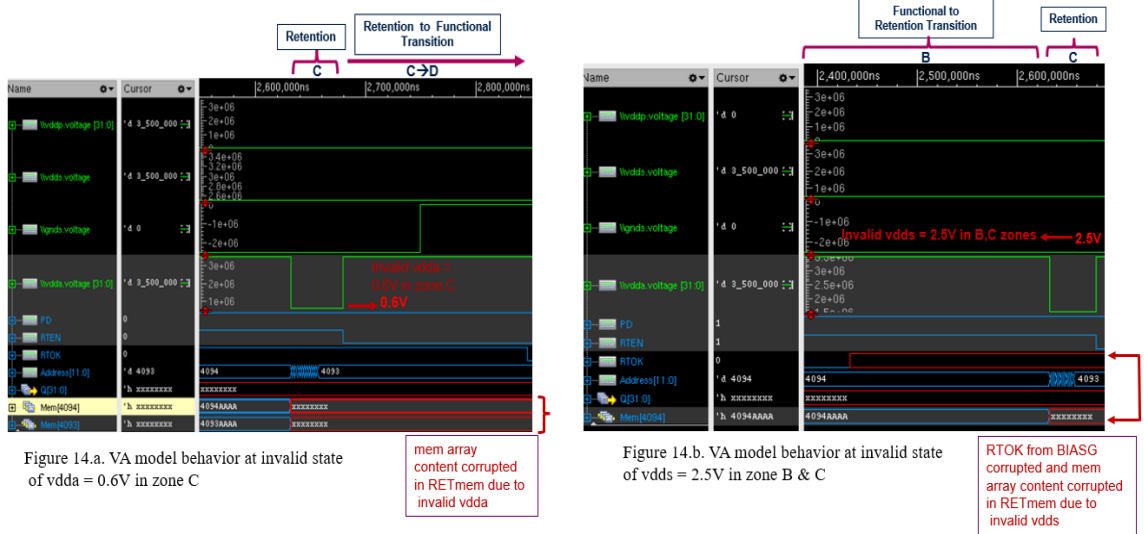 Retention
Retention to Functional
Transition
C
C→D
Name
Cursor
2,600,000ns
2,700,000ns
2,800,000ns
\\vddp.voltage [31:0]
'd 3_500_000
3e+06
2e+06
1e+06
\\vdds.voltage
'd 3_500_000
3.4e+06
3.2e+06
3e+06
2.8e+06
2.6e+06
\\gnds.voltage
'd 0
0
-1e+06
-2e+06
\\vdda.voltage [31:0]
'd 3_500_000
3e+06
2e+06
1e+06
invalid vdda =
0.6V in zone C
0.6V
PD
0
RTEN
0
RTOK
0
Address[11:0]
'd 4093
4094
4093
Q[31:0]
'h xxxxxxxx
xxxxxxxx
Mem[4094]
'h xxxxxxxx
4094AAAA
xxxxxxxx
Mem[4093]
'h xxxxxxxx
4093AAAA
xxxxxxxx
mem array
content corrupted
in RETmem due to
invalid vdda
Figure 14.a. VA model behavior at invalid state
of vdda = 0.6V in zone C
Functional to
Retention Transition
Retention
B
C
Name
Cursor
2,400,000ns
2,500,000ns
2,600,000ns
\\vddp.voltage [31:0]
'd 0
3e+06
2e+06
1e+06
\\vdds.voltage
'd 3_500_000
3e+06
2e+06
1e+06
\\gnds.voltage
'd 0
-1e+06
-2e+06
invalid vdds = 2.5V in B,C zones
2.5V
\\vdda.voltage [31:0]
'd 3_500_000
3e+06
2.5e+06
2e+06
PD
1
RTEN
1
RTOK
0
Address[11:0]
'd 4094
4094
4093
Q[31:0]
'h xxxxxxxx
xxxxxxxx
Mem[4094]
'h 4094AAAA
4094AAAA
xxxxxxxx
Figure 14.b. VA model behavior at invalid state
of vdds = 2.5V in zone B & C
RTOK from BIASG
corrupted and mem
array content corrupted
in RETmem due to
invalid vdds